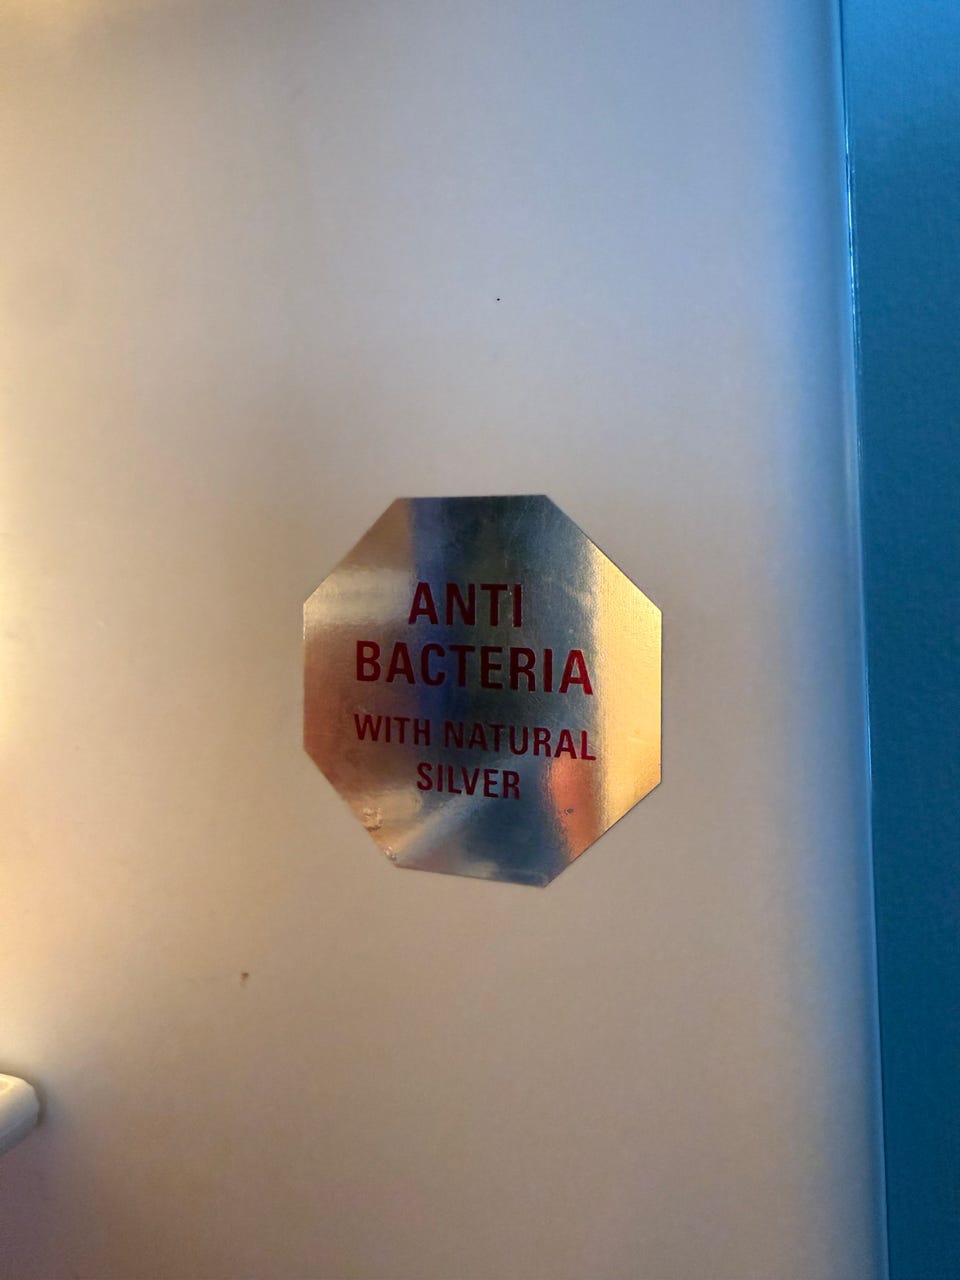 ANTI
BACTERIA
WITH NATURAL
SILVER